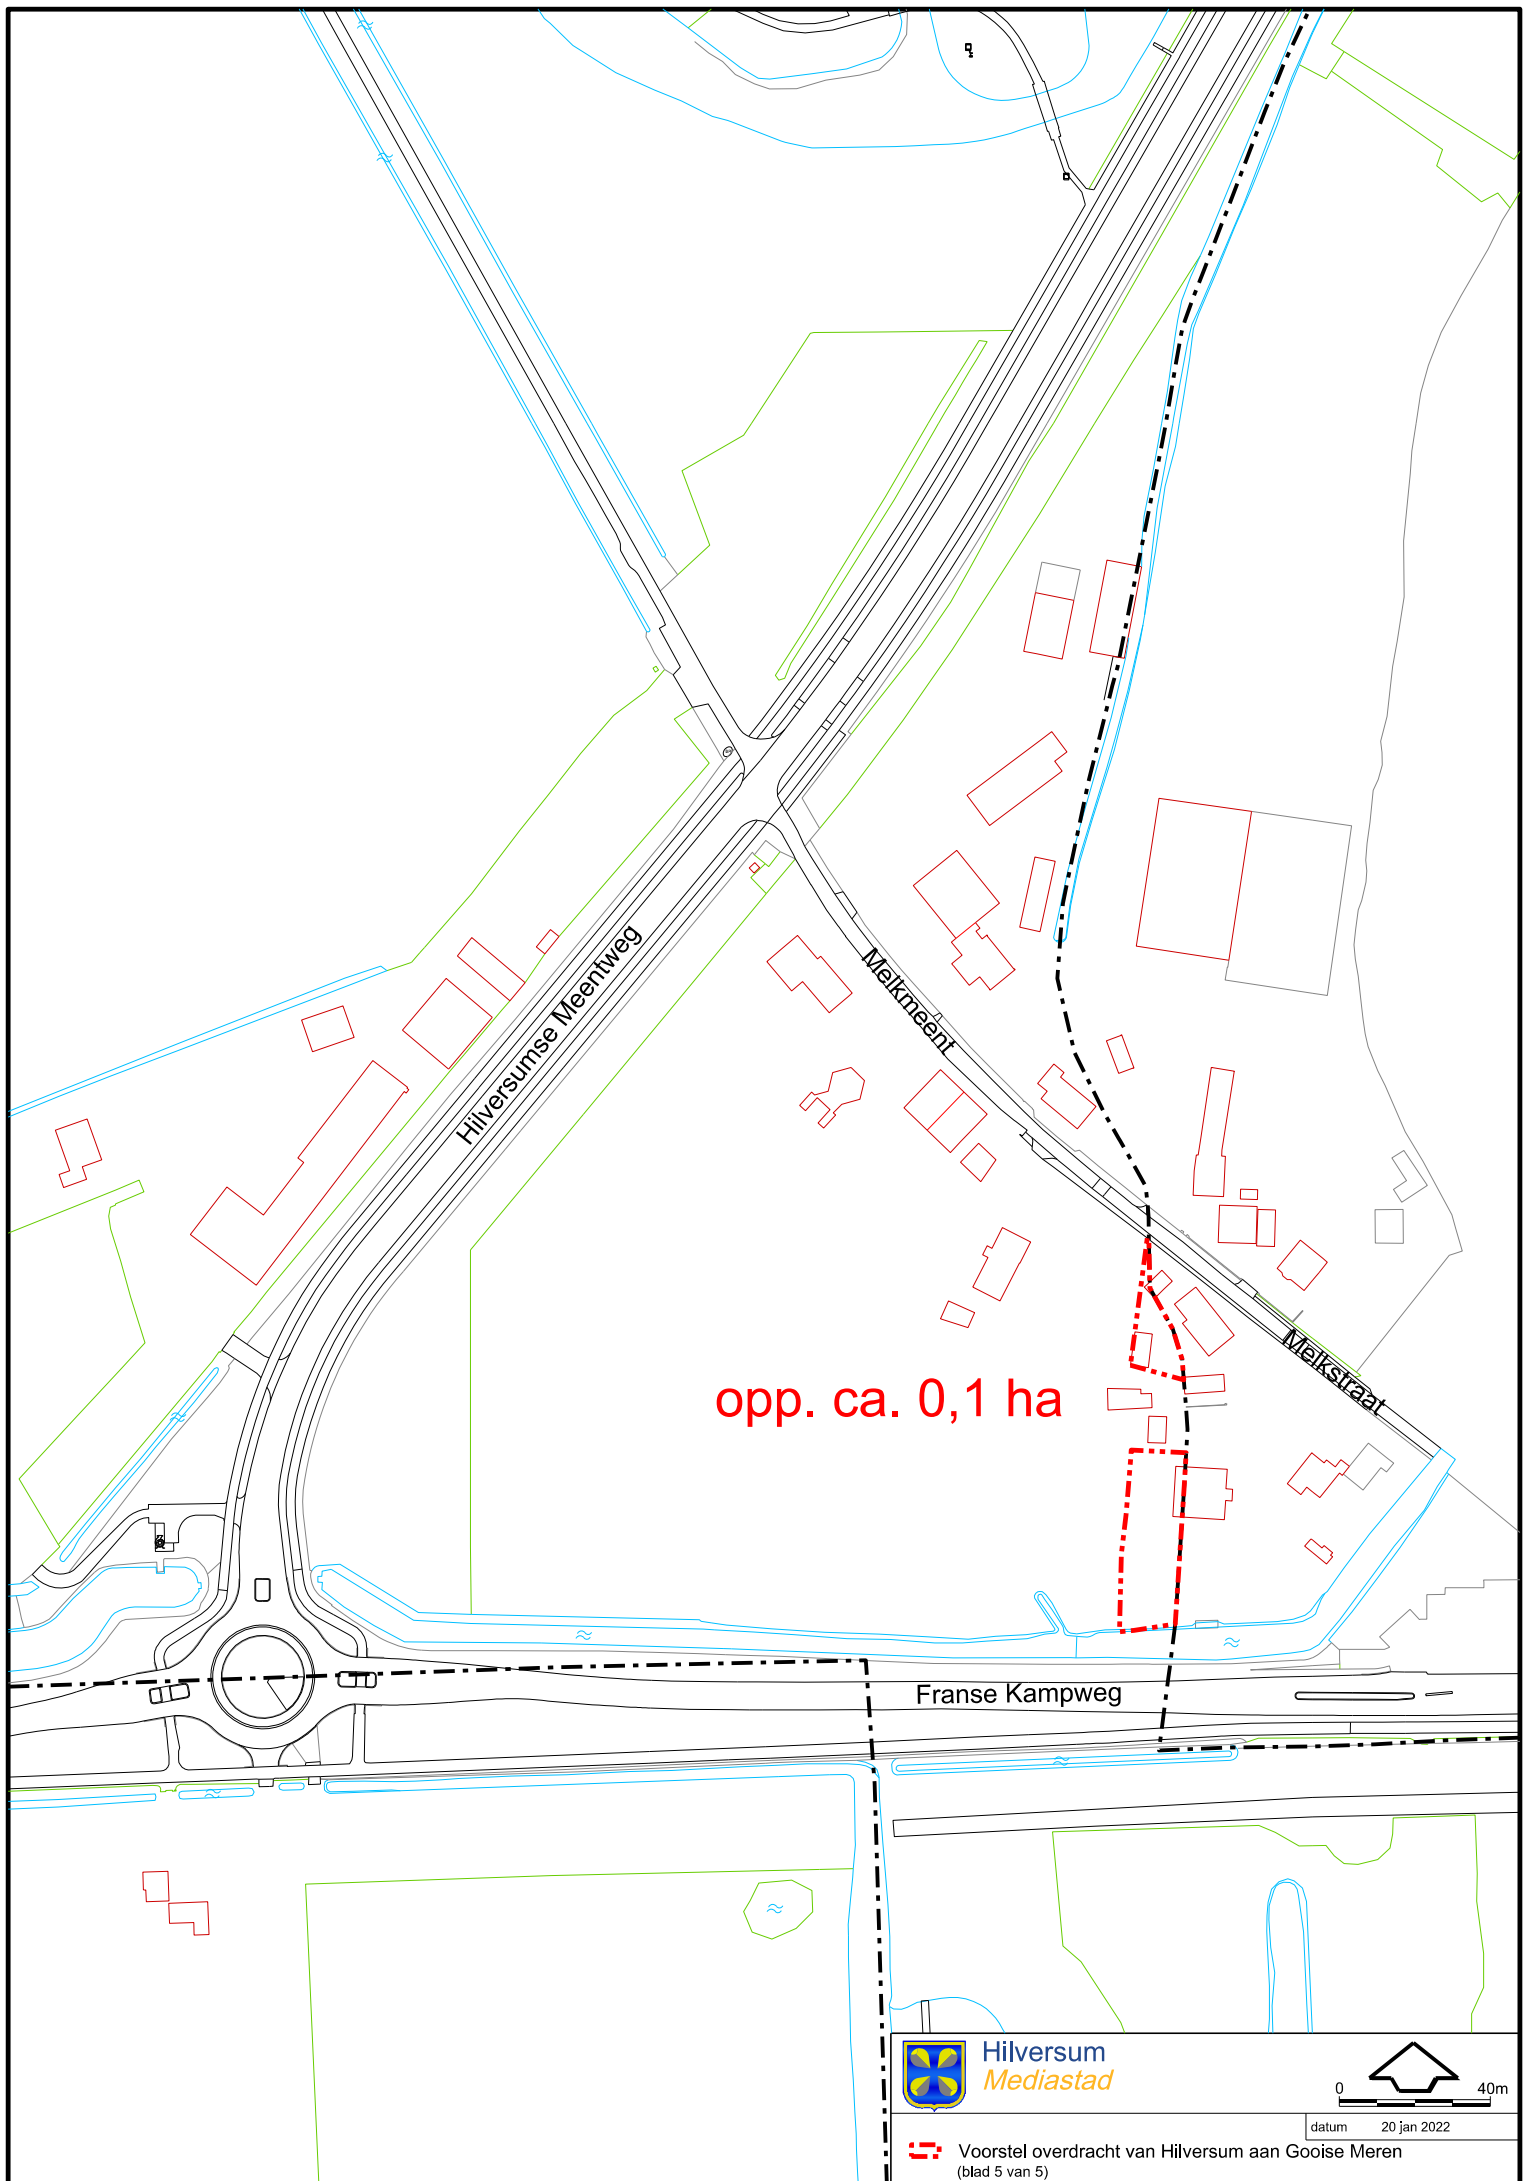 Hilversumse Meentweg
Melkmeent
Melkstraat
opp. ca. 0,1 ha
Franse Kampweg
Hilversum
Mediastad
0 40m
datum 20 jan 2022
Voorstel overdracht van Hilversum aan Gooise Meren
(blad 5 van 5)